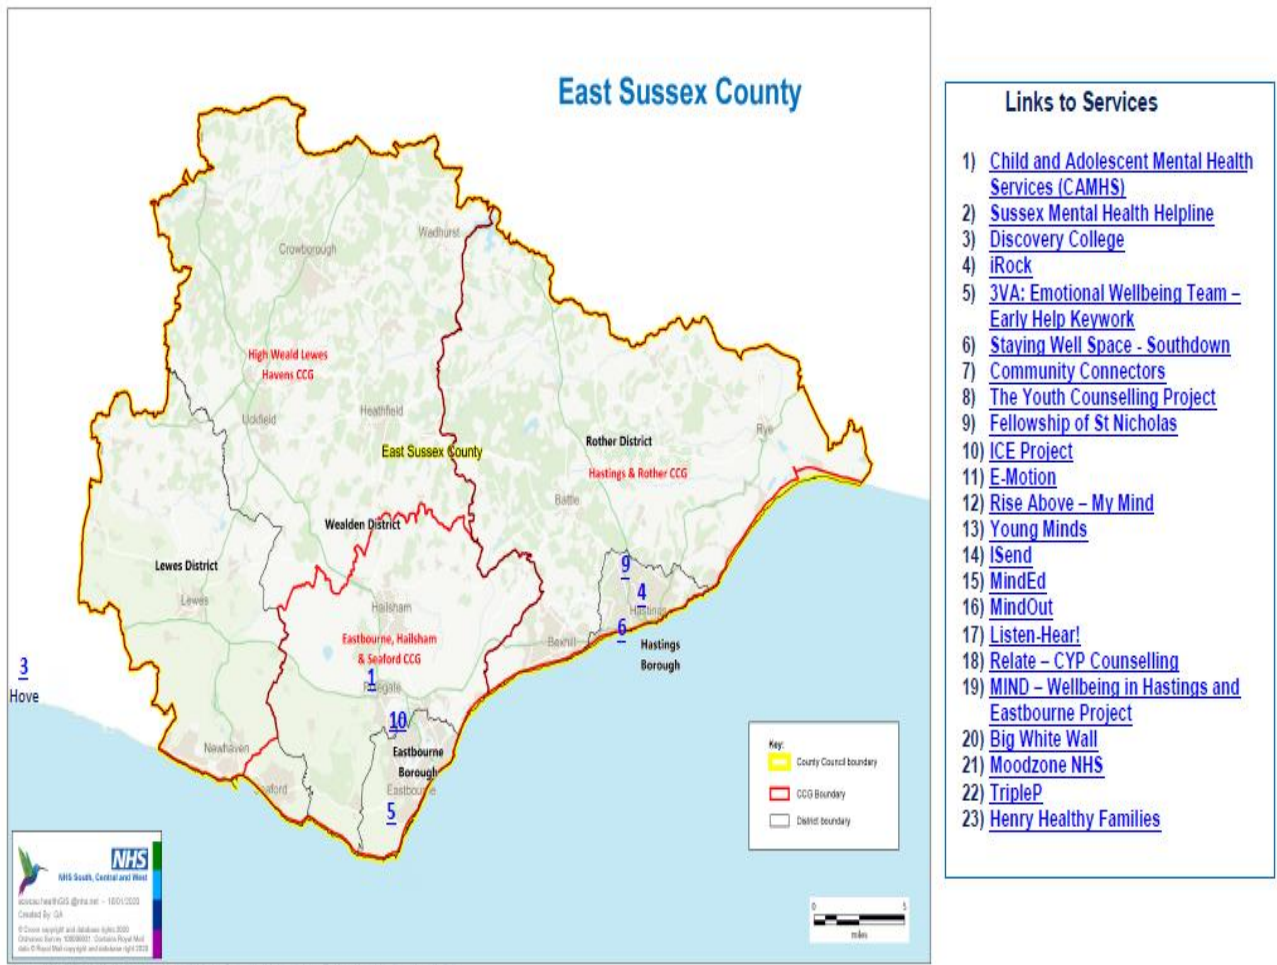 East Sussex County
Wadhurst
Crowborough
High Weald Lewes
Havens CCG
Uckfield
Heathfield
East Sussex County
Rother District
Rye
Hastings & Rother CCG
Battle
Wealden District
Lewes District
Lewes
9
4
Hailsham
Hastings
6
Eastbourne, Hailsham
& Seaford CCG
Bexhill
Hastings
Borough
3
Hove
1
10
Newhaven
Eastbourne
Borough
Eastbourne
5
Key:
County Council boundary
CCG Boundary
District boundary
NHS
NHS South, Central and West
Created By: GA
0 5
miles
Links to Services
1) Child and Adolescent Mental Health
Services (CAMHS)
2) Sussex Mental Health Helpline
3) Discovery College
4) iRock
5) 3VA: Emotional Wellbeing Team –
Early Help Keywork
6) Staying Well Space - Southdown
7) Community Connectors
8) The Youth Counselling Project
9) Fellowship of St Nicholas
10) ICE Project
11) E-Motion
12) Rise Above – My Mind
13) Young Minds
14) ISend
15) MindEd
16) MindOut
17) Listen-Hear!
18) Relate – CYP Counselling
19) MIND – Wellbeing in Hastings and
Eastbourne Project
20) Big White Wall
21) Moodzone NHS
22) TripleP
23) Henry Healthy Families